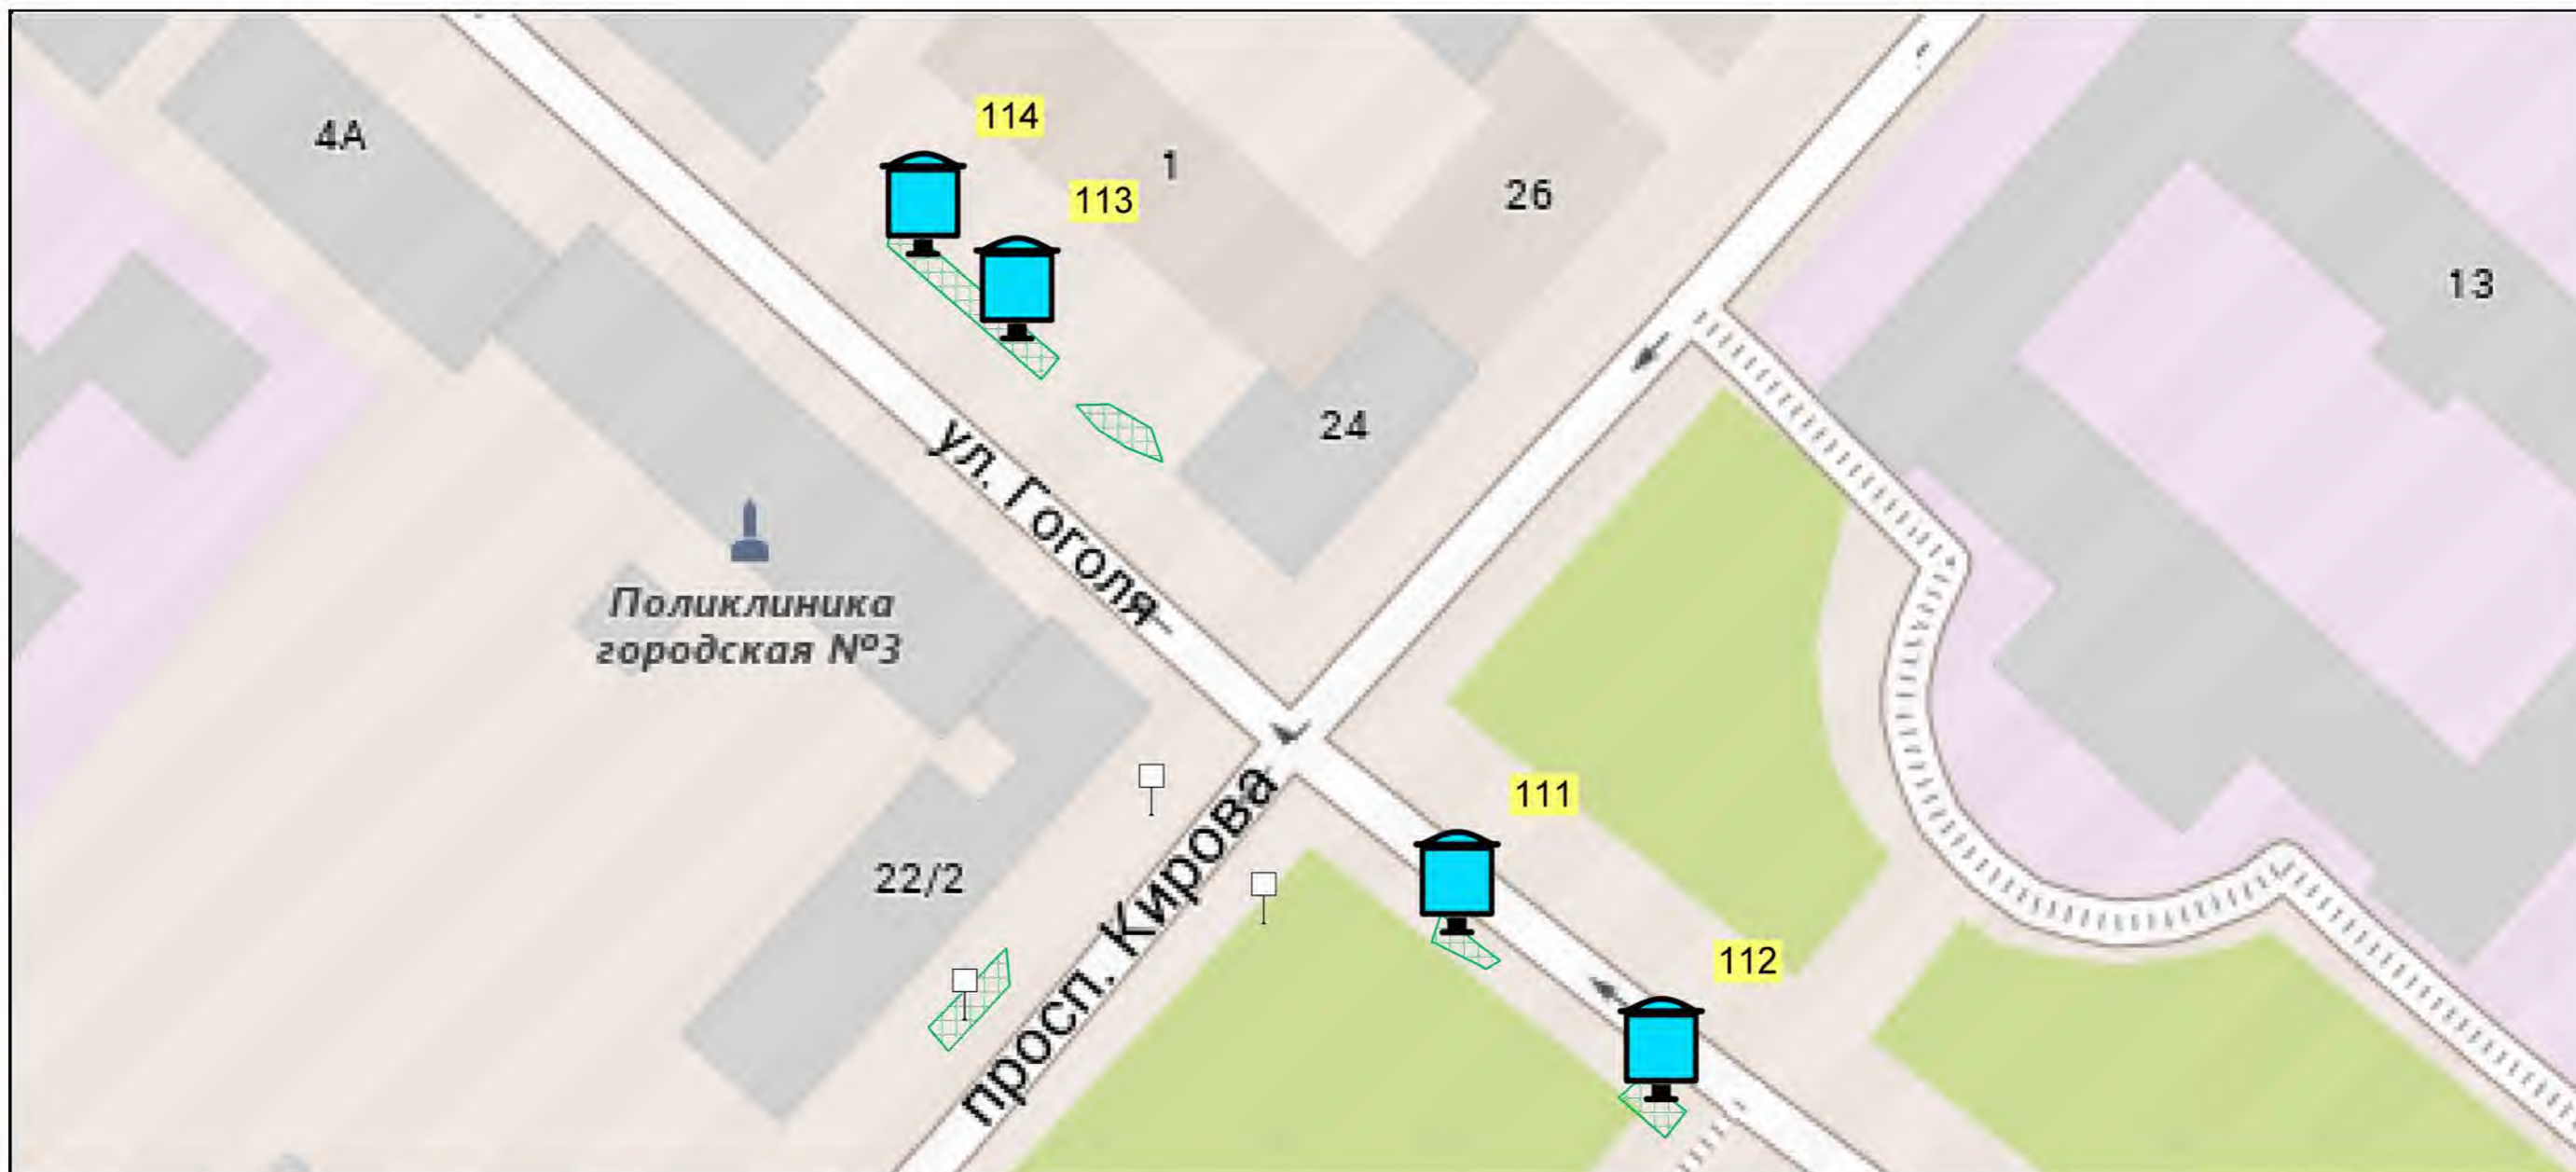 114
4А
1
113
26
13
24
ул. Гоголя
Поликлиника
городская №3
111
22/2
просп. Кирова
112